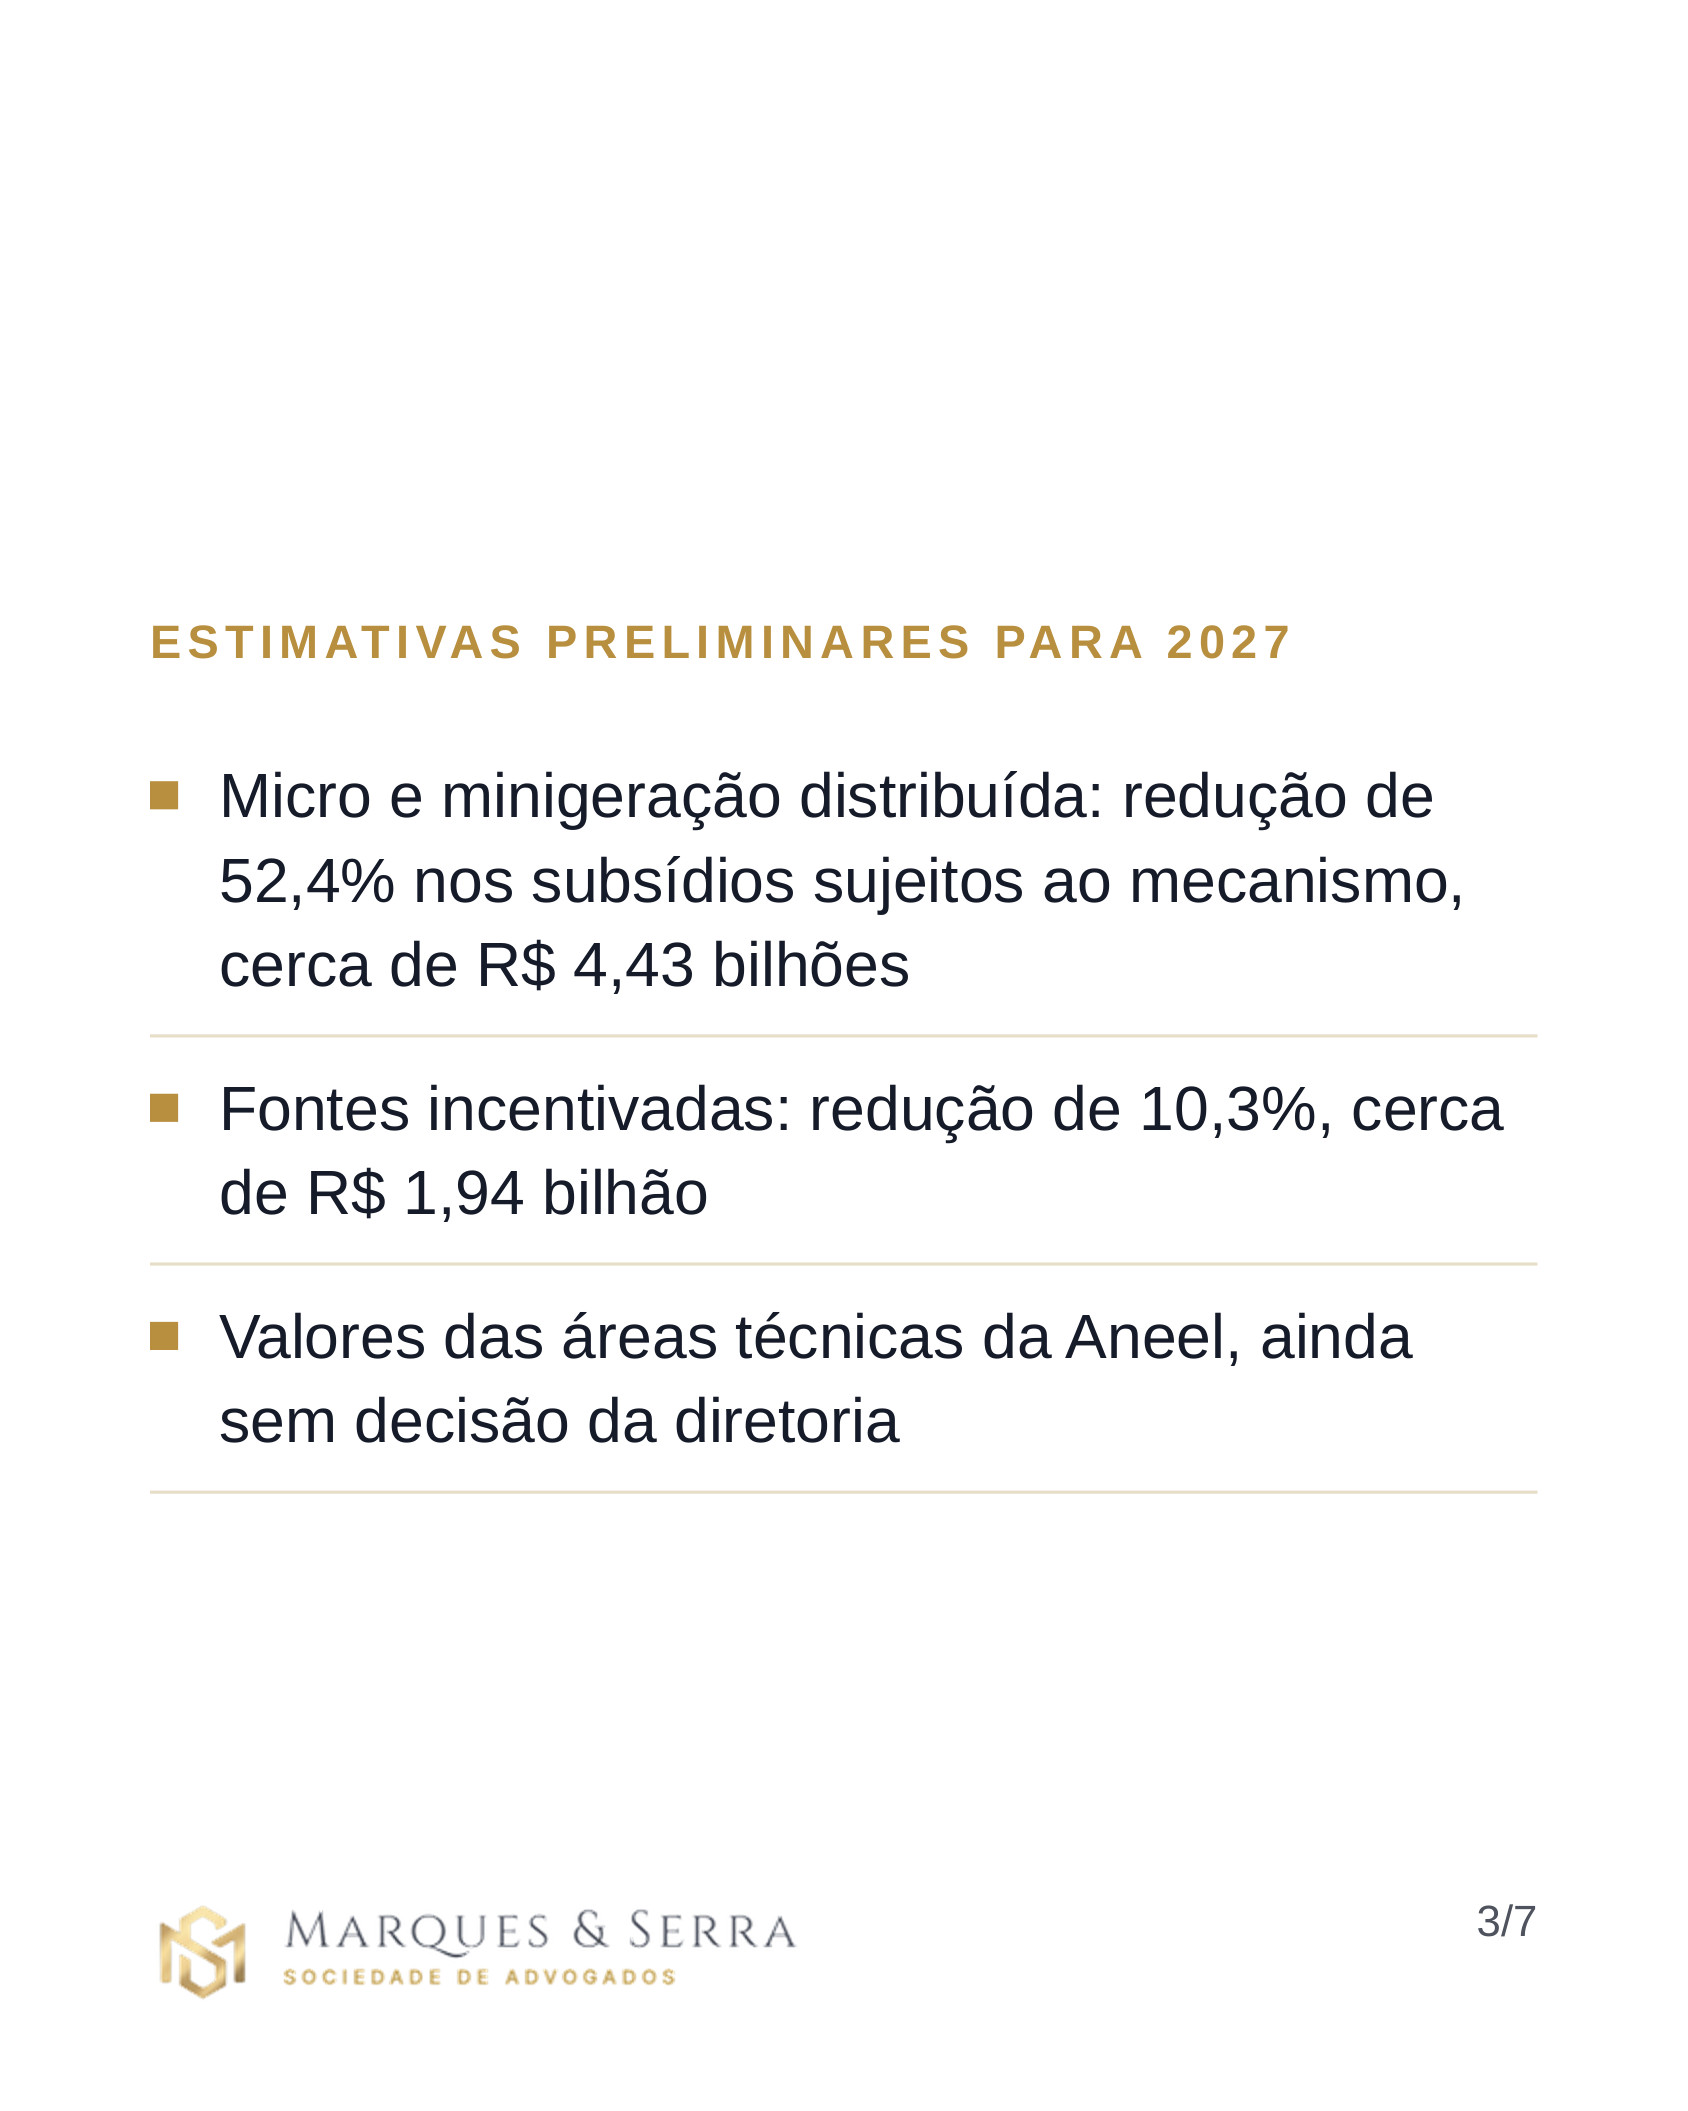 ESTIMATIVAS PRELIMINARES PARA 2027
Micro e minigeração distribuída: redução de
52,4% nos subsídios sujeitos ao mecanismo,
cerca de R$ 4,43 bilhões
Fontes incentivadas: redução de 10,3%, cerca
de R$ 1,94 bilhão
Valores das áreas técnicas da Aneel, ainda
sem decisão da diretoria
MARQUES & SERRA
SOCIEDADE DE ADVOGADOS
3/7